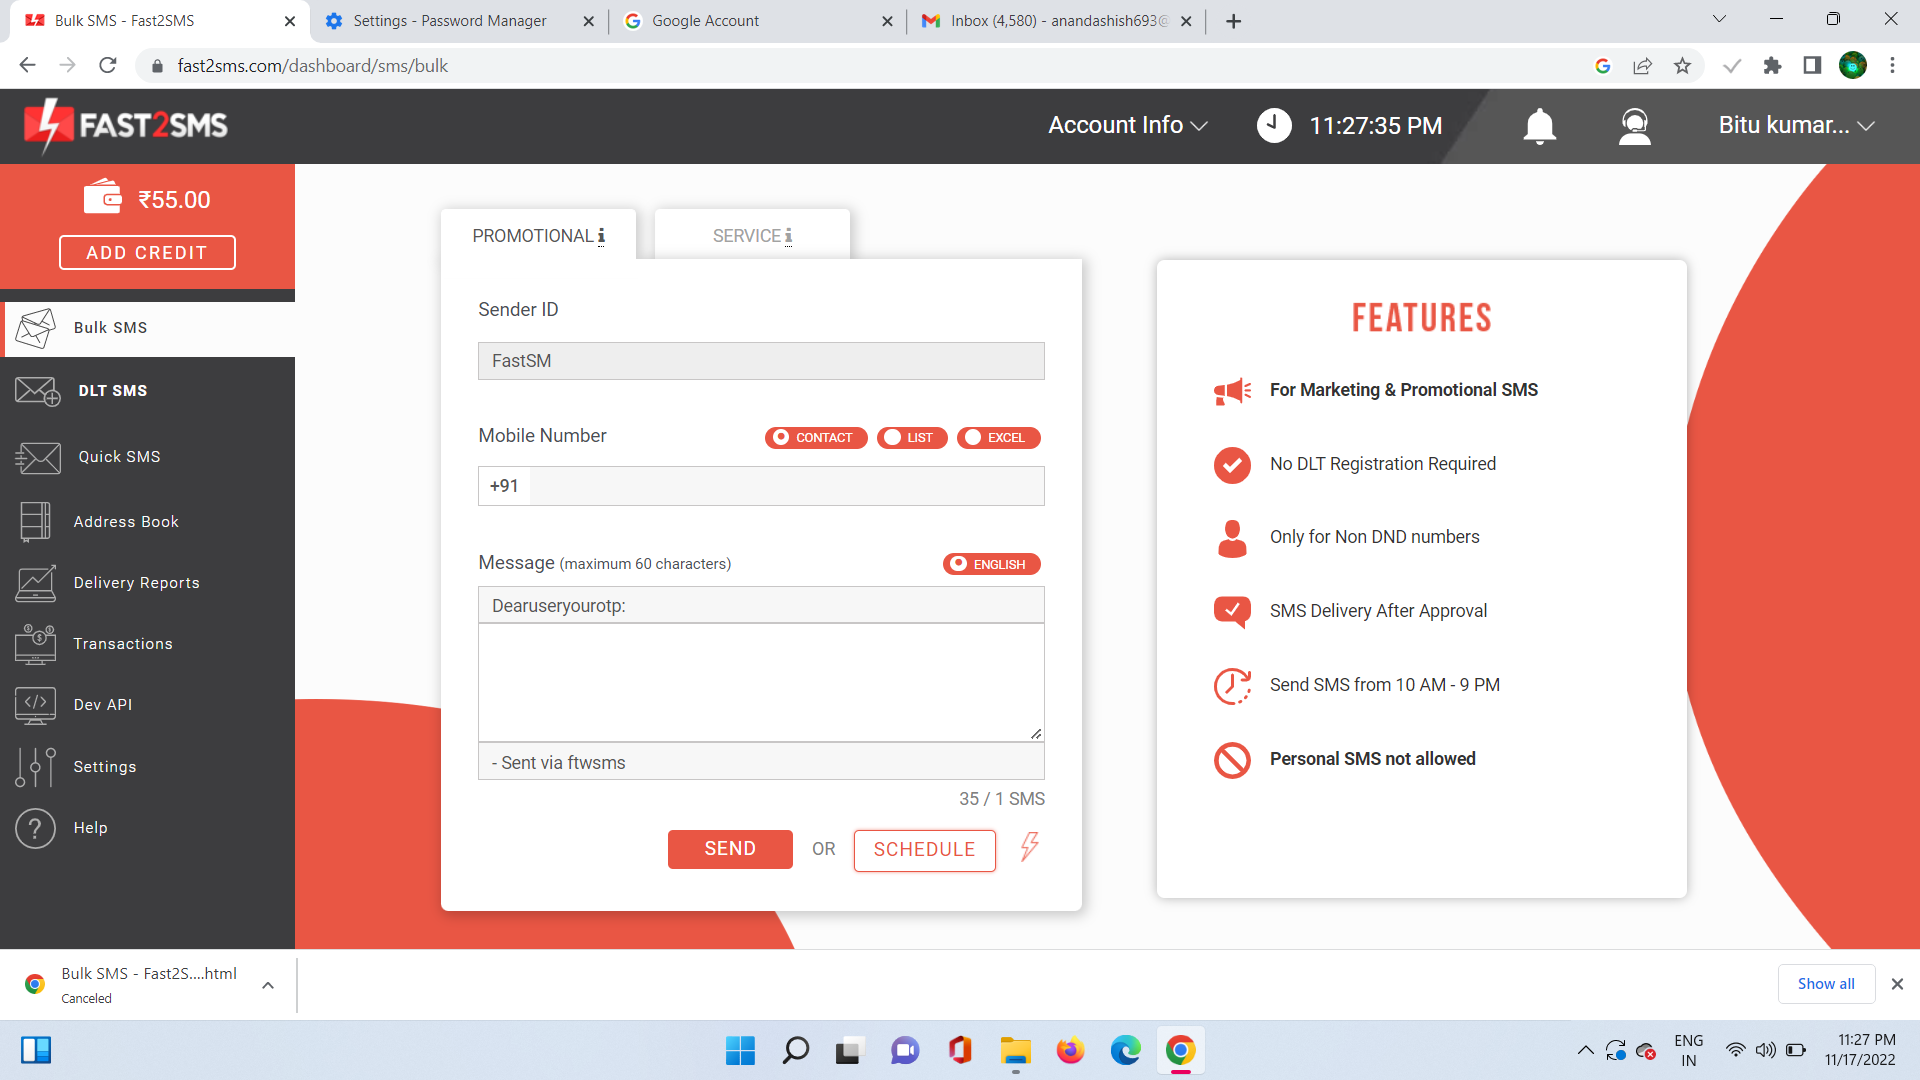 Bulk SMS - Fast2SMS
Settings - Password Manager
Google Account
Inbox (4,580) - anandashish693@
fast2sms.com/dashboard/sms/bulk
FAST2SMS
Account Info
11:27:35 PM
Bitu kumar...
₹55.00
ADD CREDIT
Bulk SMS
DLT SMS
Quick SMS
Address Book
Delivery Reports
Transactions
Dev API
Settings
Help
PROMOTIONAL i
SERVICE i
Sender ID
FastSM
Mobile Number
CONTACT
LIST
EXCEL
+91
Message (maximum 60 characters)
ENGLISH
Dearuseryourotp:
- Sent via ftwsms
35 / 1 SMS
SEND
OR
SCHEDULE
FEATURES
For Marketing & Promotional SMS
No DLT Registration Required
Only for Non DND numbers
SMS Delivery After Approval
Send SMS from 10 AM - 9 PM
Personal SMS not allowed
Bulk SMS - Fast2S....html
Canceled
Show all
ENG
IN
11:27 PM
11/17/2022